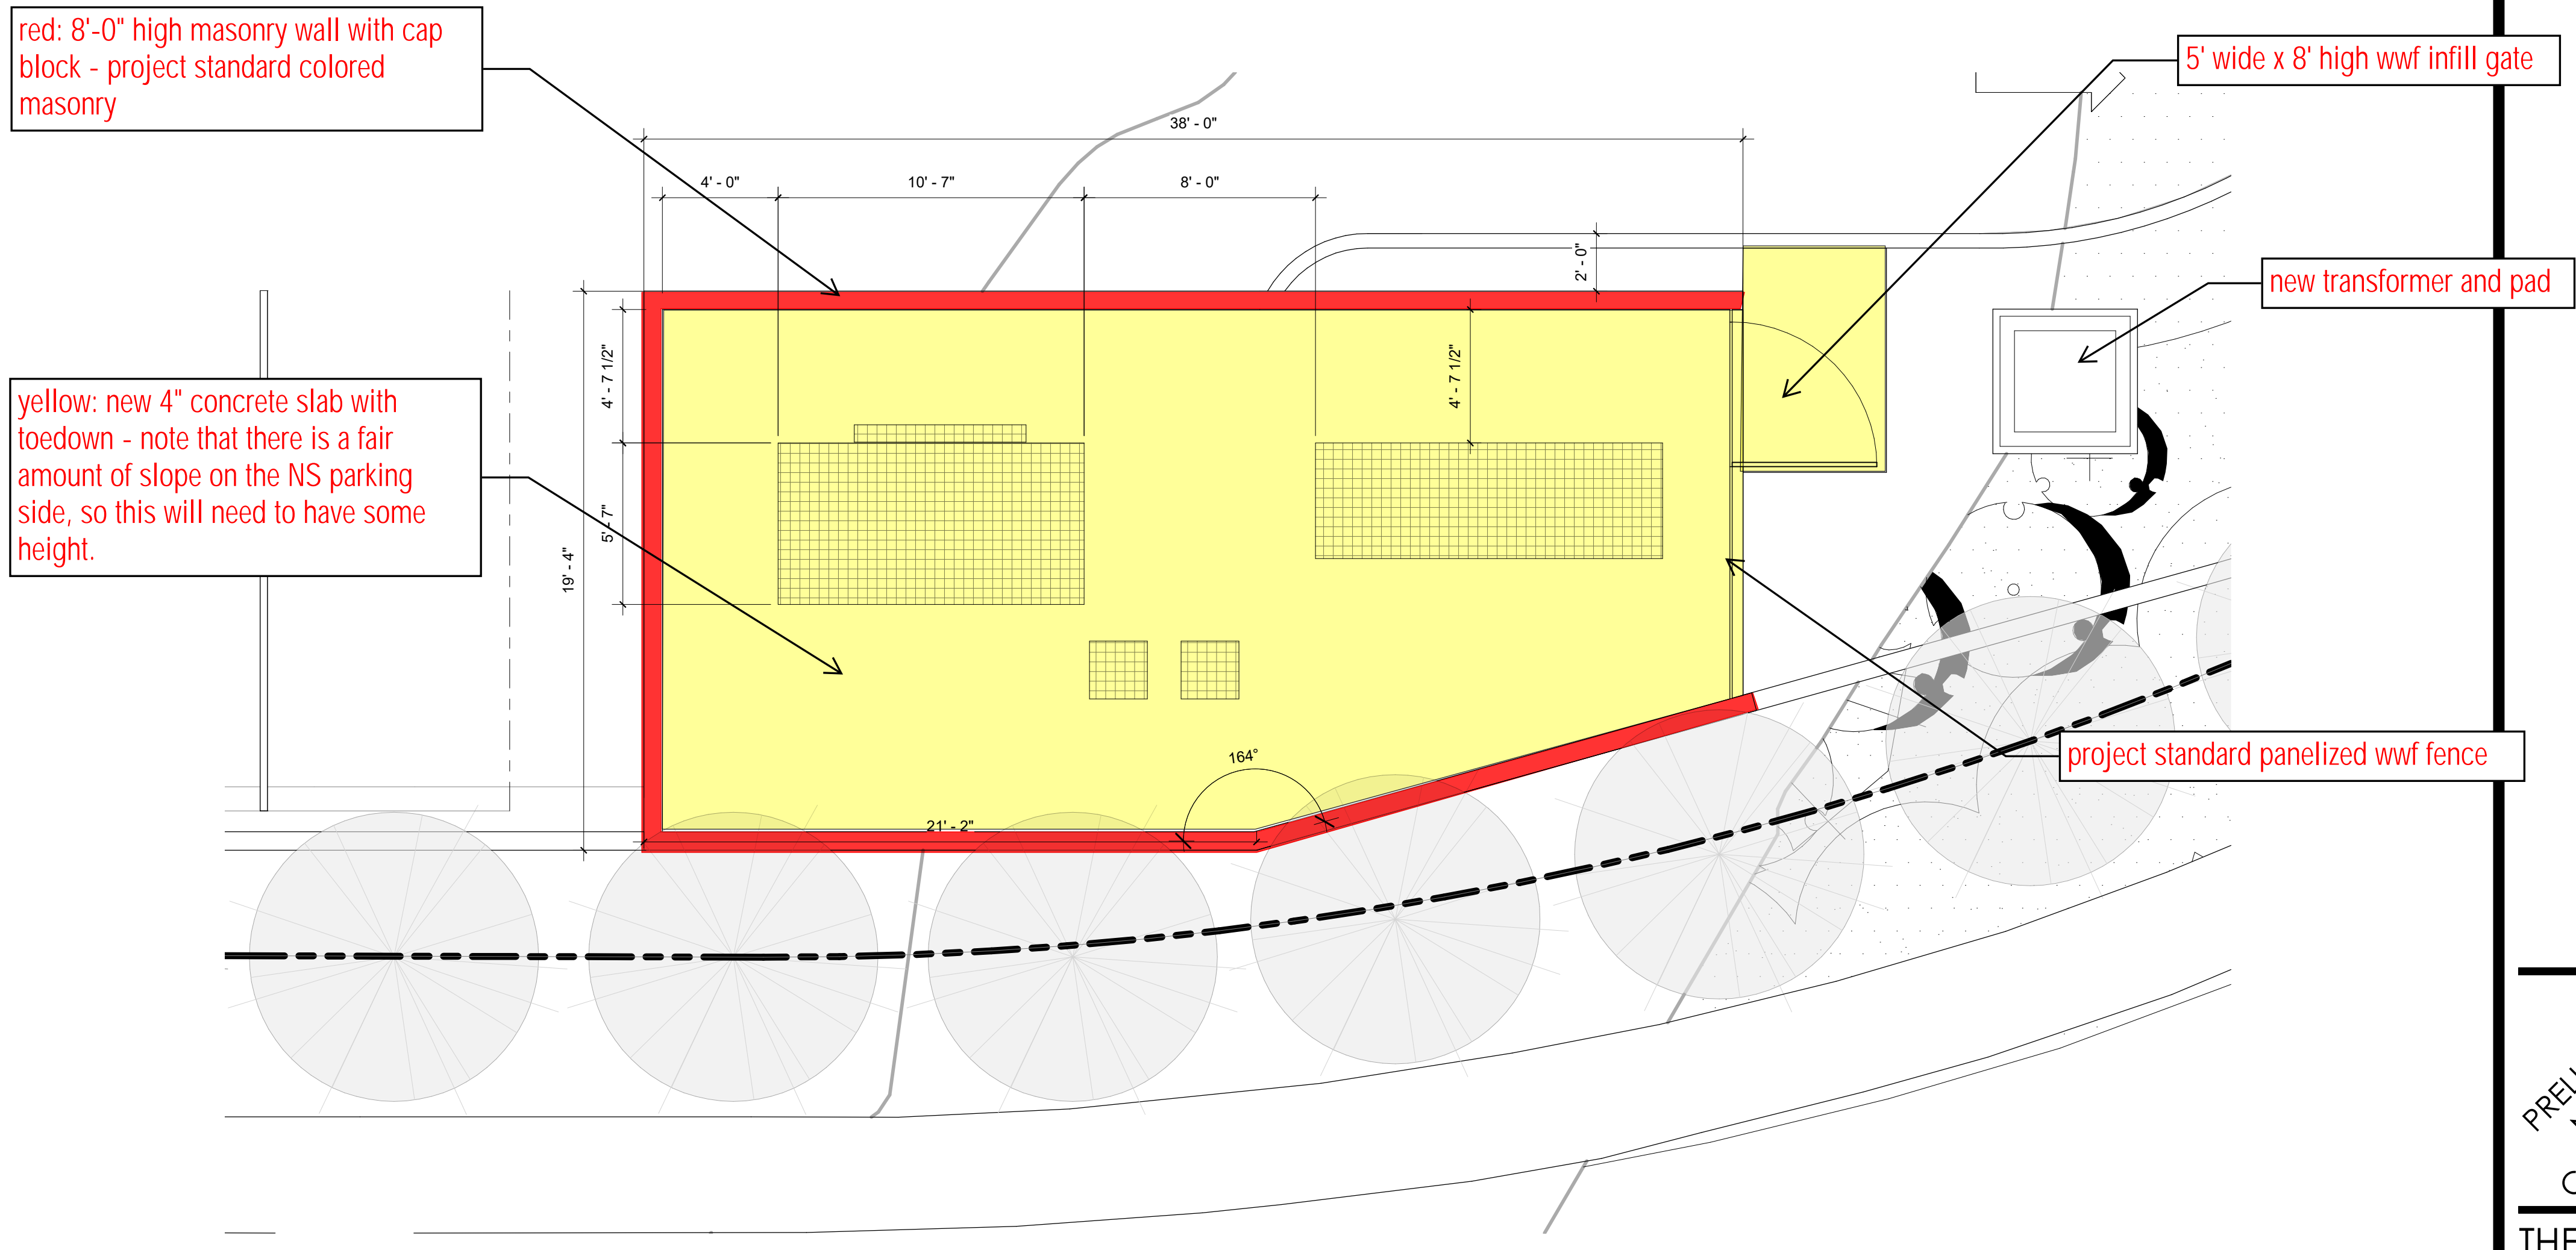 red: 8'-0" high masonry wall with cap
block - project standard colored
masonry
5' wide x 8' high wwf infill gate
38' - 0"
4' - 0"
10' - 7"
8' - 0"
2' - 0"
new transformer and pad
4' - 7 1/2"
4' - 7 1/2"
yellow: new 4" concrete slab with
toedown - note that there is a fair
amount of slope on the NS parking
side, so this will need to have some
height.
5' - 7"
19' - 4"
164°
project standard panelized wwf fence
21' - 2"
THE